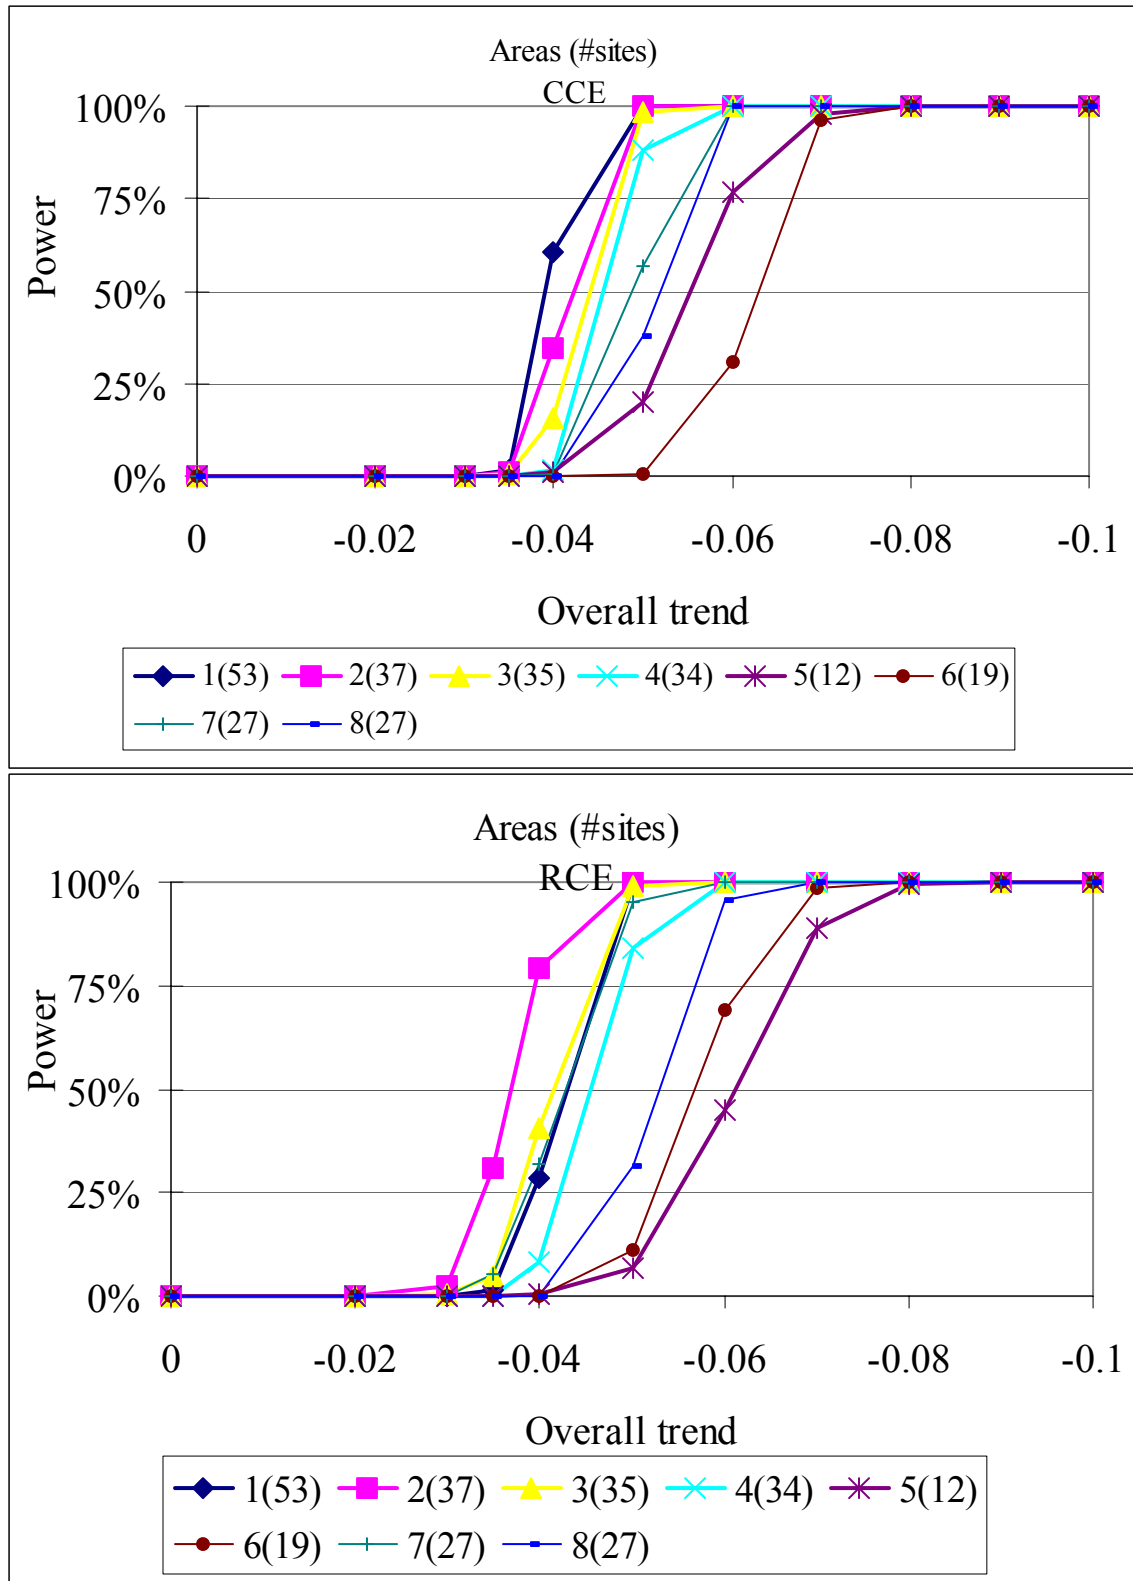 Areas (#sites)
CCE
100%
75%
50%
25%
0%
Power
0 -0.02 -0.04 -0.06 -0.08 -0.1
Overall trend
1(53) 2(37) 3(35) 4(34) 5(12) 6(19)
7(27) 8(27)
Areas (#sites)
RCE
100%
75%
50%
25%
0%
Power
0 -0.02 -0.04 -0.06 -0.08 -0.1
Overall trend
1(53) 2(37) 3(35) 4(34) 5(12)
6(19) 7(27) 8(27)